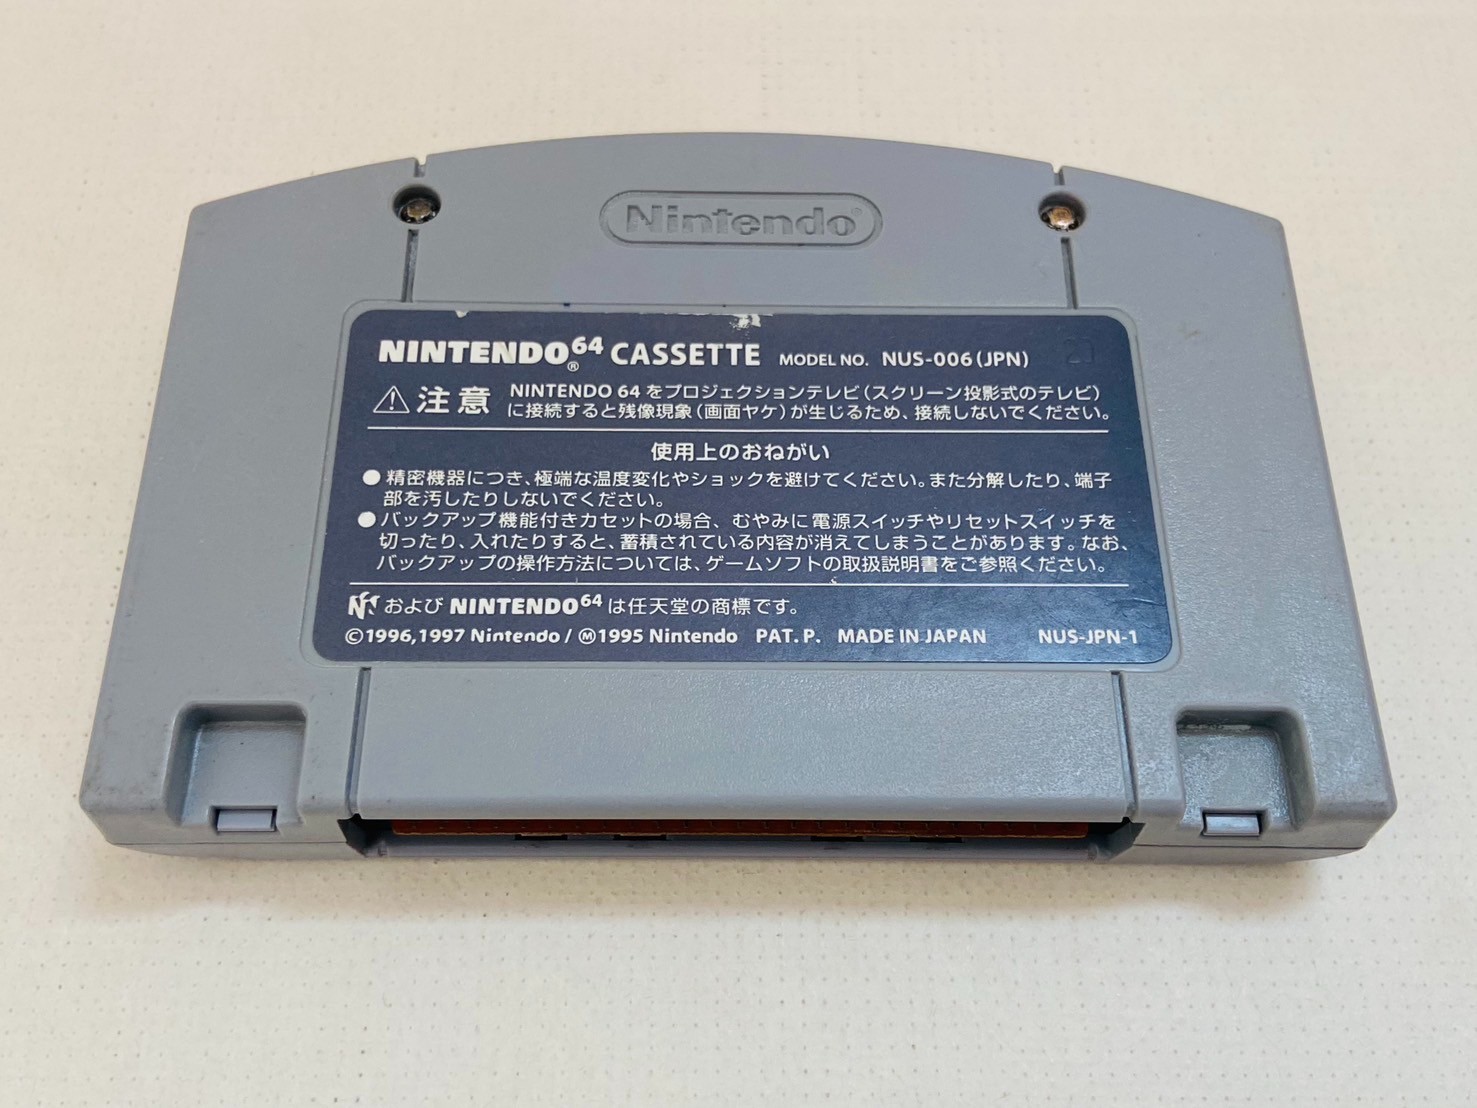 Nintendo®
NINTENDO64® CASSETTE MODEL NO. NUS-006(JPN)
⚠注意 NINTENDO 64 をプロジェクションテレビ(スクリーン投影式のテレビ)
に接続すると残像現象(画面ヤケ)が生じるため、接続しないでください。
使用上のおねがい
●精密機器につき、極端な温度変化やショックを避けてください。また分解したり、端子
部を汚したりしないでください。
●バックアップ機能付きカセットの場合、むやみに電源スイッチやリセットスイッチを
切ったり、入れたりすると、蓄積されている内容が消えてしまうことがあります。なお、
バックアップの操作方法については、ゲームソフトの取扱説明書をご参照ください。
および NINTENDO64 は任天堂の商標です。
©1996,1997 Nintendo / Ⓜ1995 Nintendo PAT. P. MADE IN JAPAN NUS-JPN-1